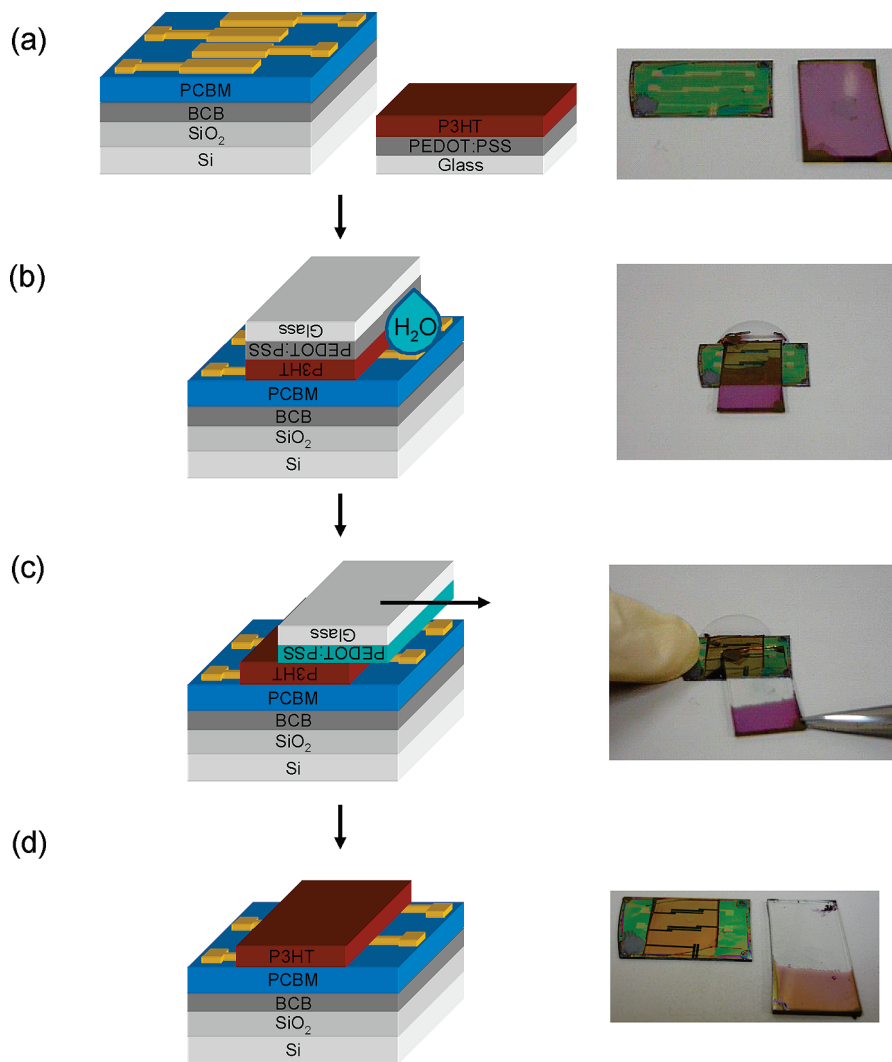 (a)
PCBM
BCB
SiO₂
Si
P3HT
PEDOT:PSS
Glass
(b)
Glass
PEDOT:PSS
P3HT
H₂O
PCBM
BCB
SiO₂
Si
(c)
Glass
PEDOT:PSS
P3HT
PCBM
BCB
SiO₂
Si
(d)
P3HT
PCBM
BCB
SiO₂
Si